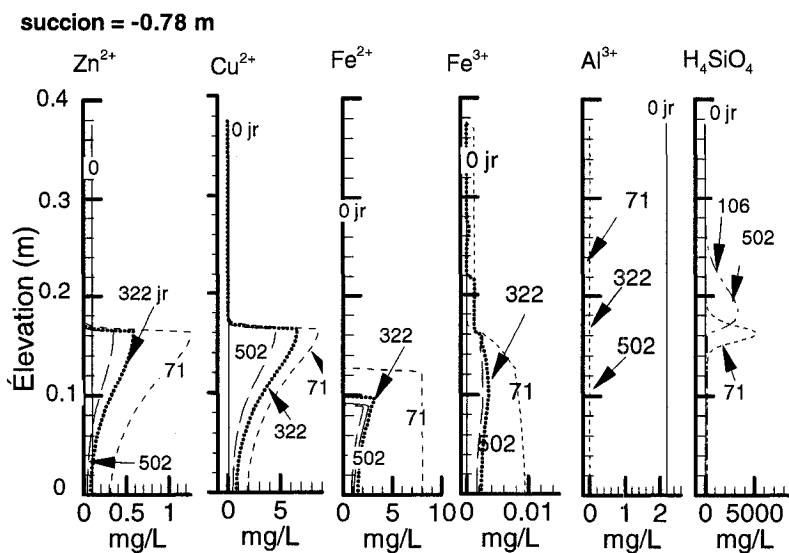 succion = -0.78 m
Zn²⁺ Cu²⁺ Fe²⁺ Fe³⁺ Al³⁺ H₄SiO₄
Élevation (m)
0.4
0.3
0.2
0.1
0
0
322 jr
71
502
0 0.5 1
mg/L
0 jr
502
71
322
0 5
mg/L
0 jr
322
71
502
0 5 10
mg/L
0 jr
322
71
502
0 0.01
mg/L
0 jr
71
322
502
0 1 2
mg/L
0 jr
106
502
71
0 5000
mg/L